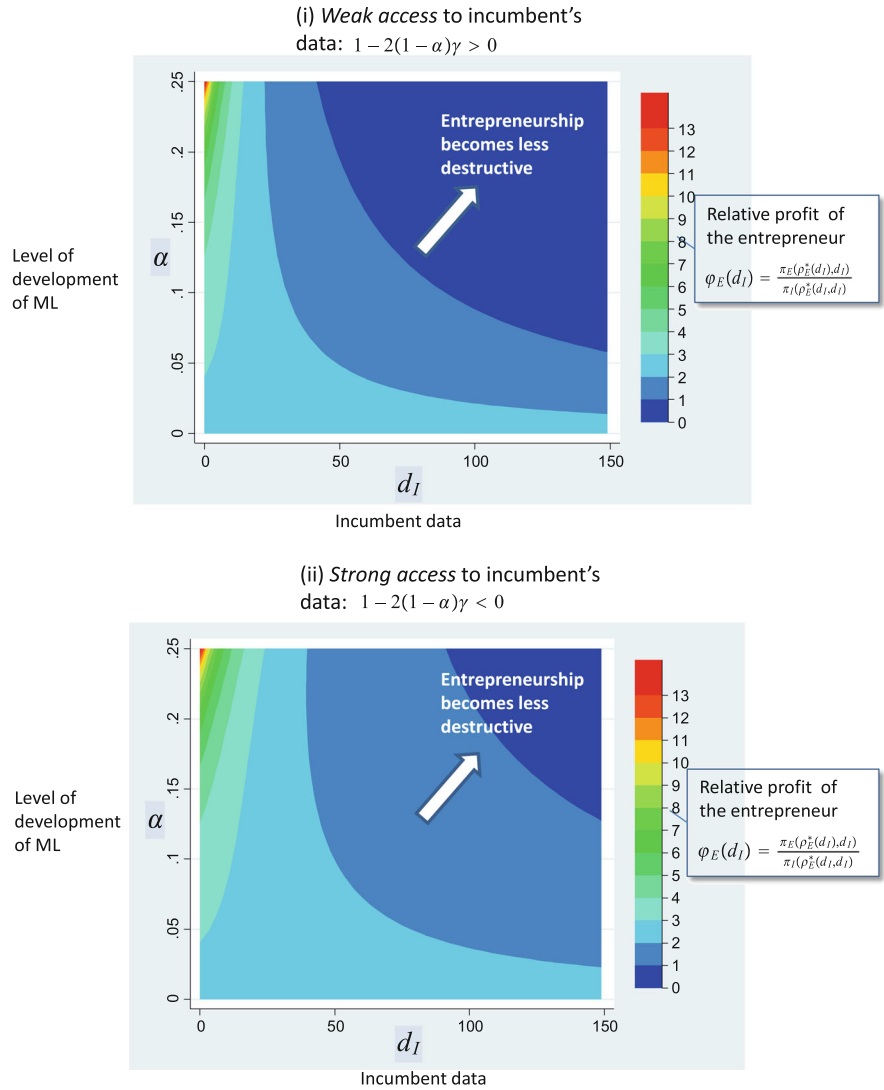 (i) Weak access to incumbent's
data: 1 − 2(1 − α)γ > 0
.25
.2
.15
.1
.05
0
α
Level of
development
of ML
Entrepreneurship
becomes less
destructive
13
12
11
10
9
8
7
6
5
4
3
2
1
0
Relative profit of
the entrepreneur
φ_E(d_I) = π_E(ρ*_E(d_I),d_I) / π_I(ρ*_E(d_I,d_I)
0 50 100 150
d_I
Incumbent data
(ii) Strong access to incumbent's
data: 1 − 2(1 − α)γ < 0
.25
.2
.15
.1
.05
0
α
Level of
development
of ML
Entrepreneurship
becomes less
destructive
13
12
11
10
9
8
7
6
5
4
3
2
1
0
Relative profit of
the entrepreneur
φ_E(d_I) = π_E(ρ*_E(d_I),d_I) / π_I(ρ*_E(d_I,d_I)
0 50 100 150
d_I
Incumbent data